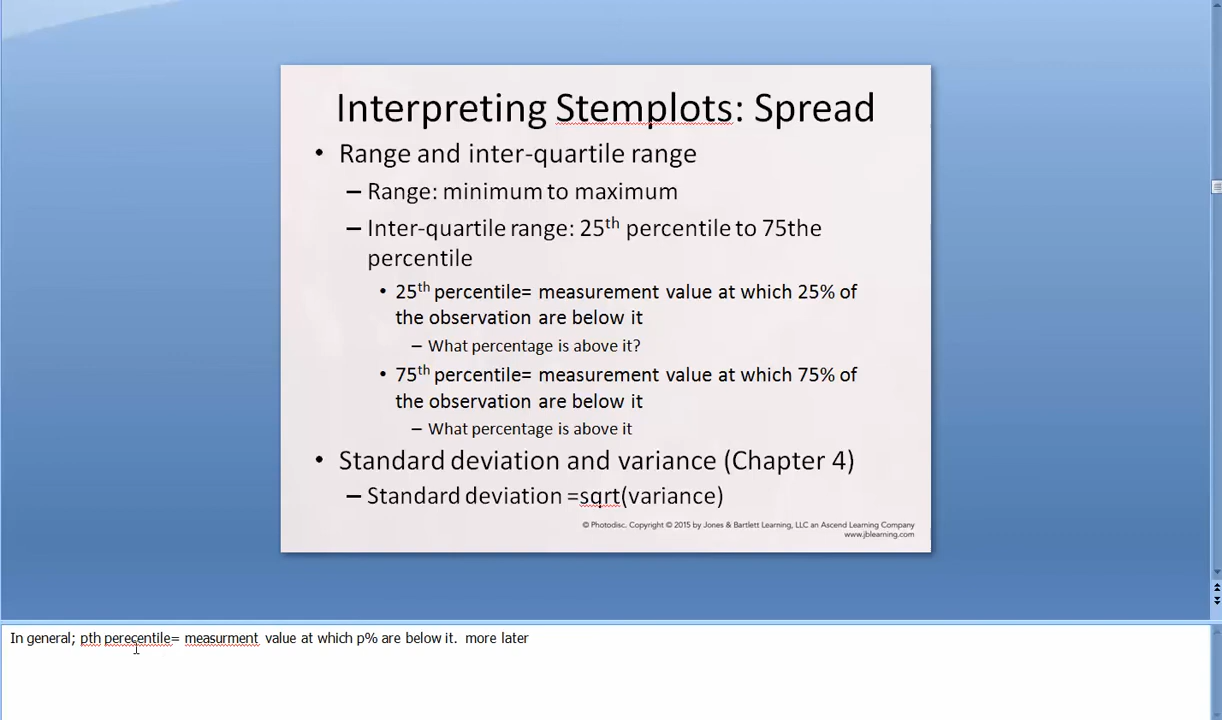 Interpreting Stemplots: Spread
• Range and inter-quartile range
– Range: minimum to maximum
– Inter-quartile range: 25th percentile to 75the
percentile
• 25th percentile= measurement value at which 25% of
the observation are below it
– What percentage is above it?
• 75th percentile= measurement value at which 75% of
the observation are below it
– What percentage is above it
• Standard deviation and variance (Chapter 4)
– Standard deviation =sqrt(variance)
© Photodisc. Copyright © 2015 by Jones & Bartlett Learning, LLC an Ascend Learning Company
www.jblearning.com
In general; pth perecentile= measurment value at which p% are below it. more later